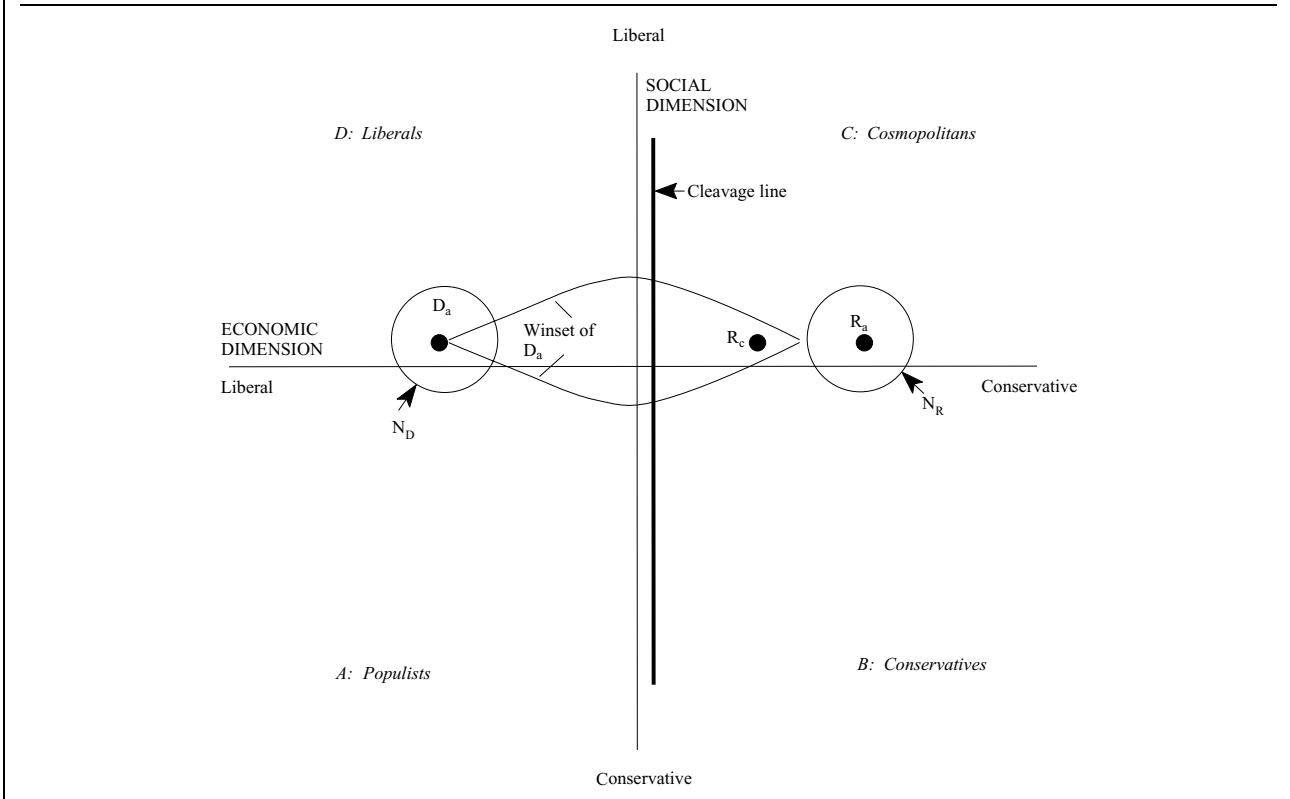 Liberal
SOCIAL
DIMENSION
D: Liberals
C: Cosmopolitans
Cleavage line
Da
ECONOMIC
DIMENSION
Winset of
Da
Rc
Ra
Liberal
Conservative
ND
NR
A: Populists
B: Conservatives
Conservative